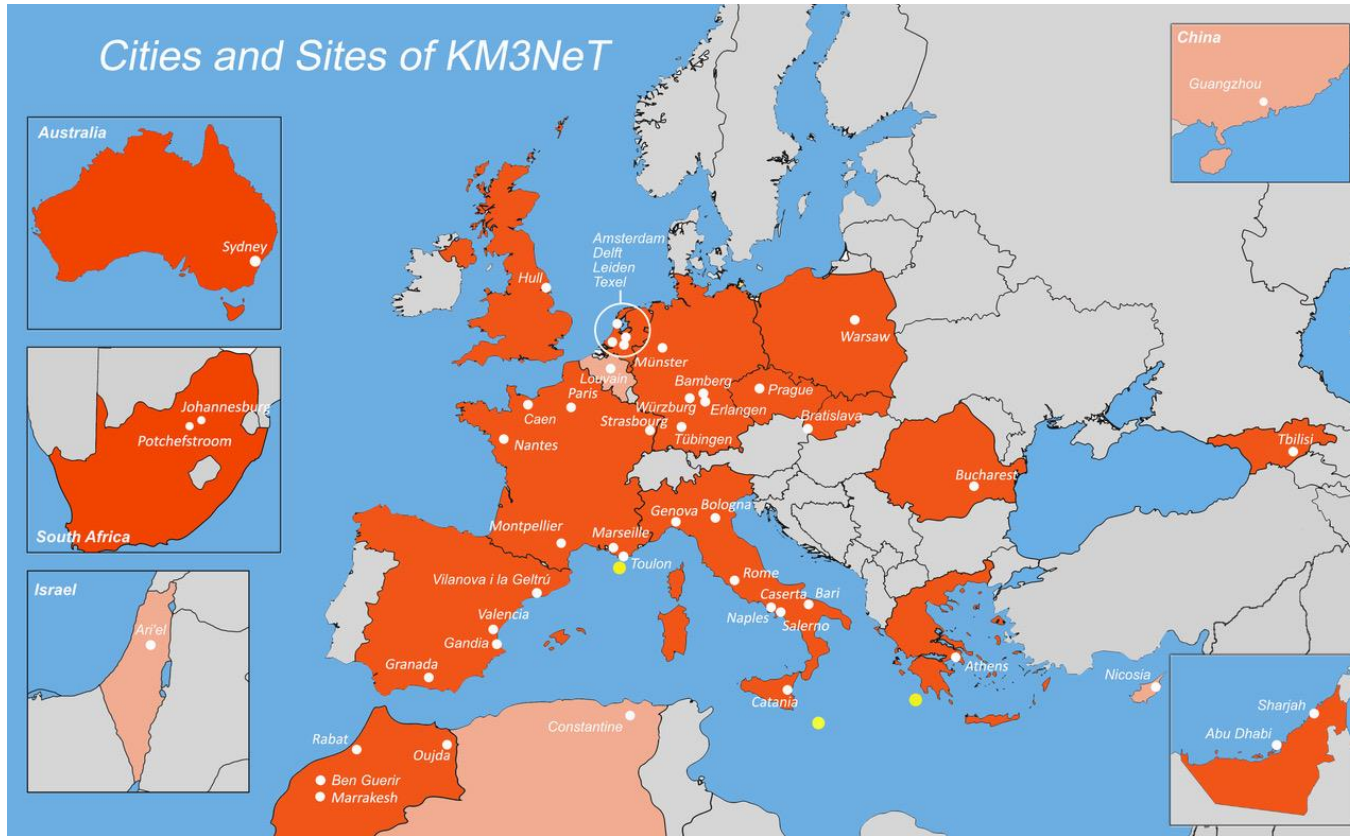 Cities and Sites of KM3NeT
China
Guangzhou
Australia
Sydney
Amsterdam
Delft
Leiden
Texel
Hull
Warsaw
Münster
Louvain
Paris
Bamberg
Prague
Johannesburg
Potchefstroom
South Africa
Caen
Würzburg
Erlangen
Strasbourg
Bratislava
Nantes
Tübingen
Tbilisi
Bucharest
Genova
Bologna
Montpellier
Marseille
Toulon
Israel
Ari'el
Vilanova i la Geltrú
Rome
Caserta
Bari
Valencia
Naples
Salerno
Gandia
Granada
Athens
Catania
Nicosia
Sharjah
Abu Dhabi
Constantine
Rabat
Oujda
Ben Guerir
Marrakesh